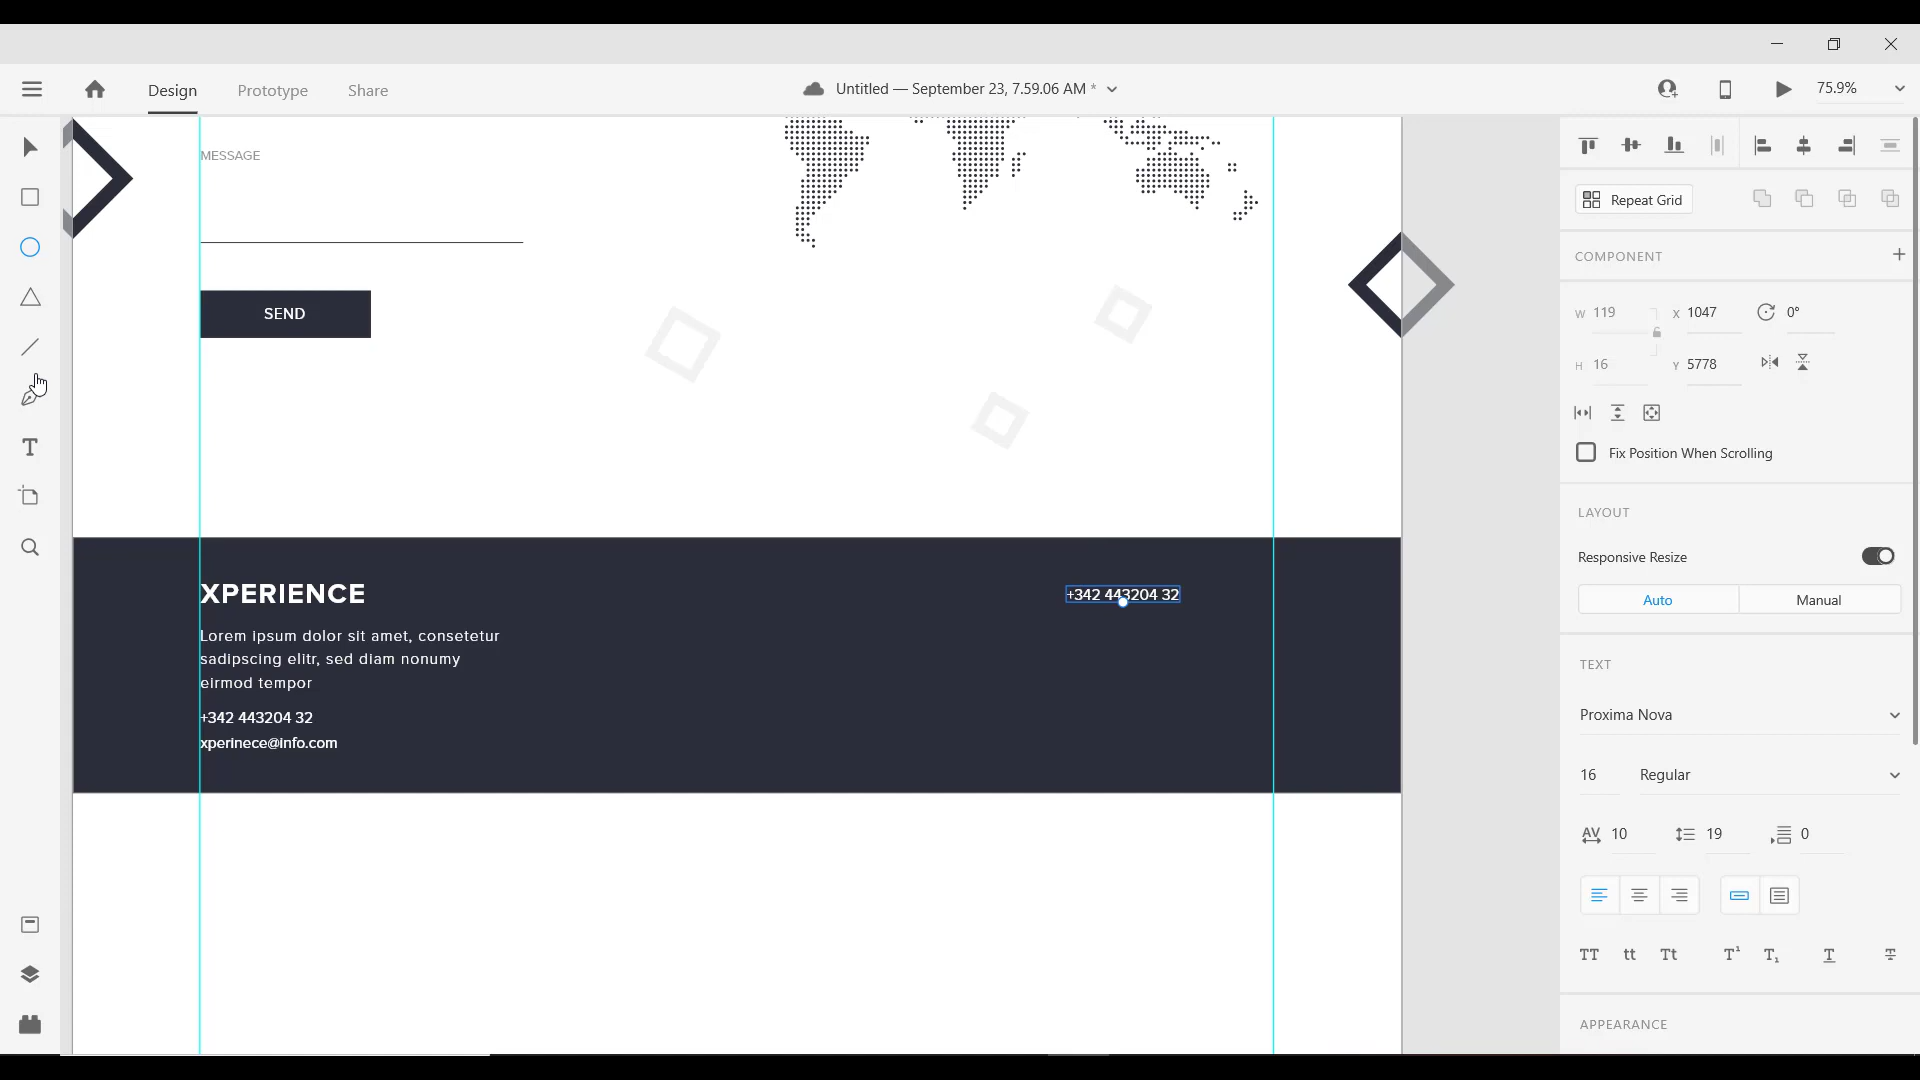 Design
Prototype
Share
Untitled — September 23, 7.59.06 AM *
75.9%
MESSAGE
SEND
XPERIENCE
Lorem ipsum dolor sit amet, consetetur
sadipscing elitr, sed diam nonumy
eirmod tempor
+342 443204 32
xperinece@info.com
+342 443204 32
Repeat Grid
COMPONENT
W 119
X 1047
0°
H 16
Y 5778
Fix Position When Scrolling
LAYOUT
Responsive Resize
Auto
Manual
TEXT
Proxima Nova
16
Regular
AV 10
19
0
TT tt Tt T¹ T₁ T T
APPEARANCE